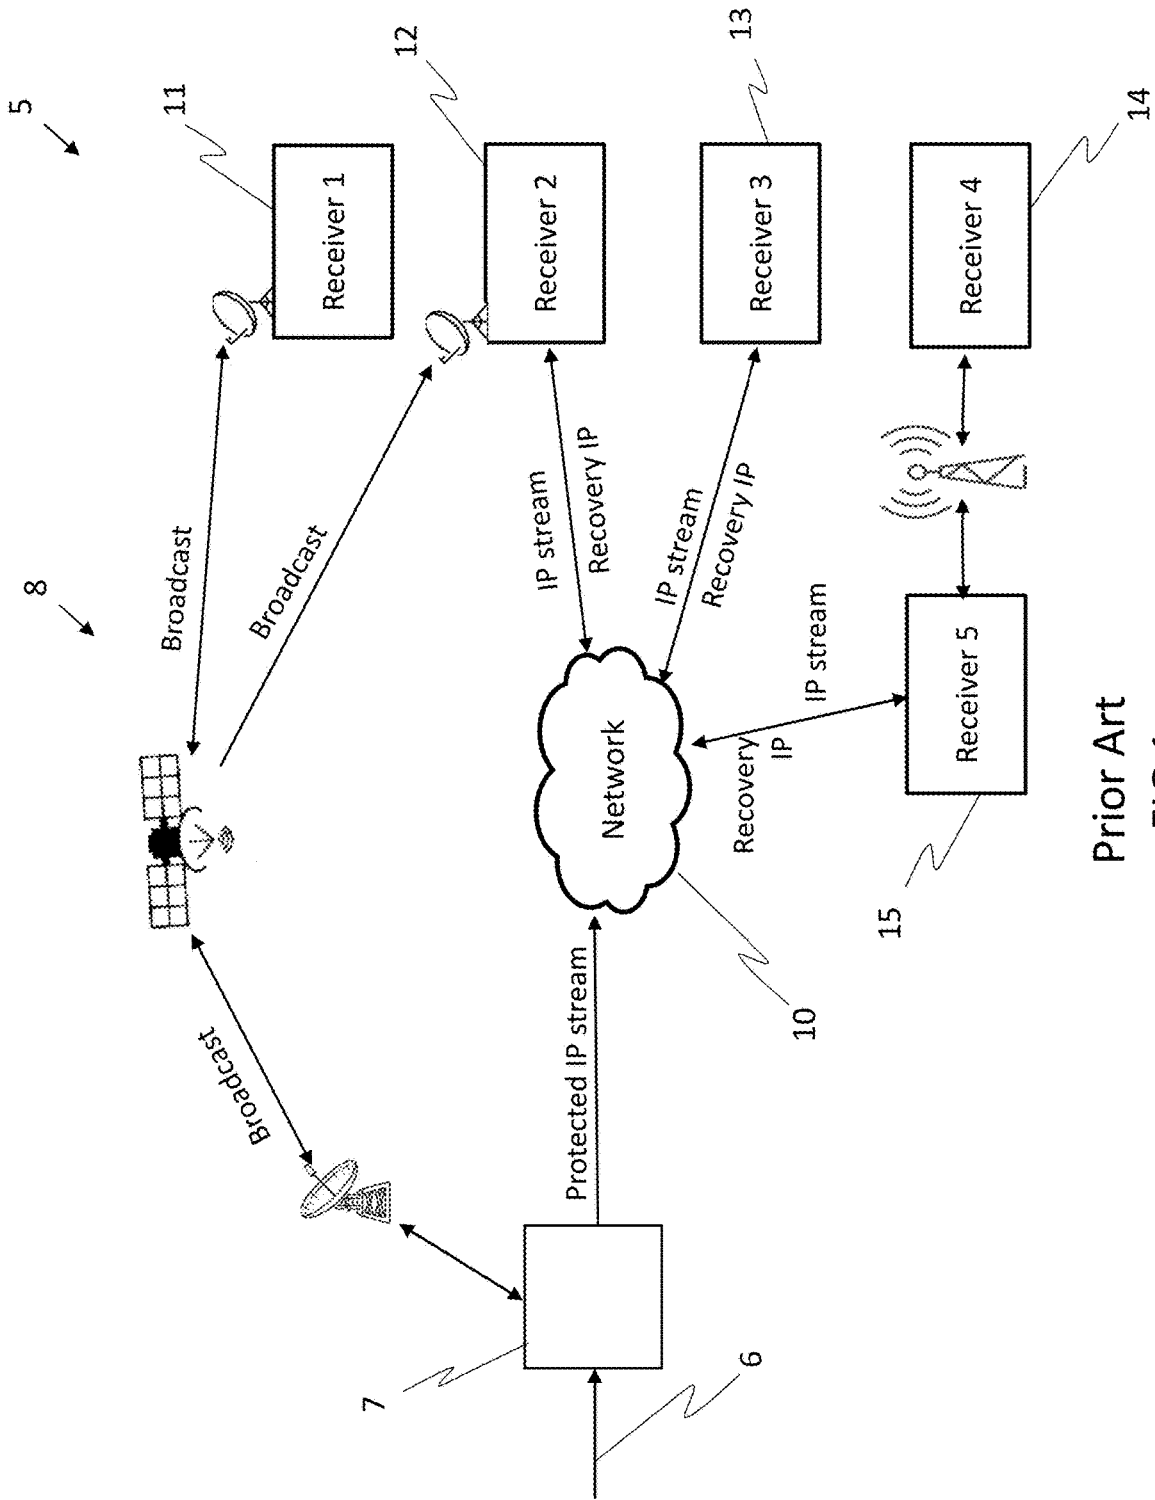 8
5
Broadcast
Broadcast
Broadcast
11
Receiver 1
7
12
IP stream
Receiver 2
Recovery IP
Protected IP stream
Network
IP stream
Recovery IP
13
Receiver 3
6
10
Recovery
IP
IP stream
15
Receiver 5
Receiver 4
14
Prior Art